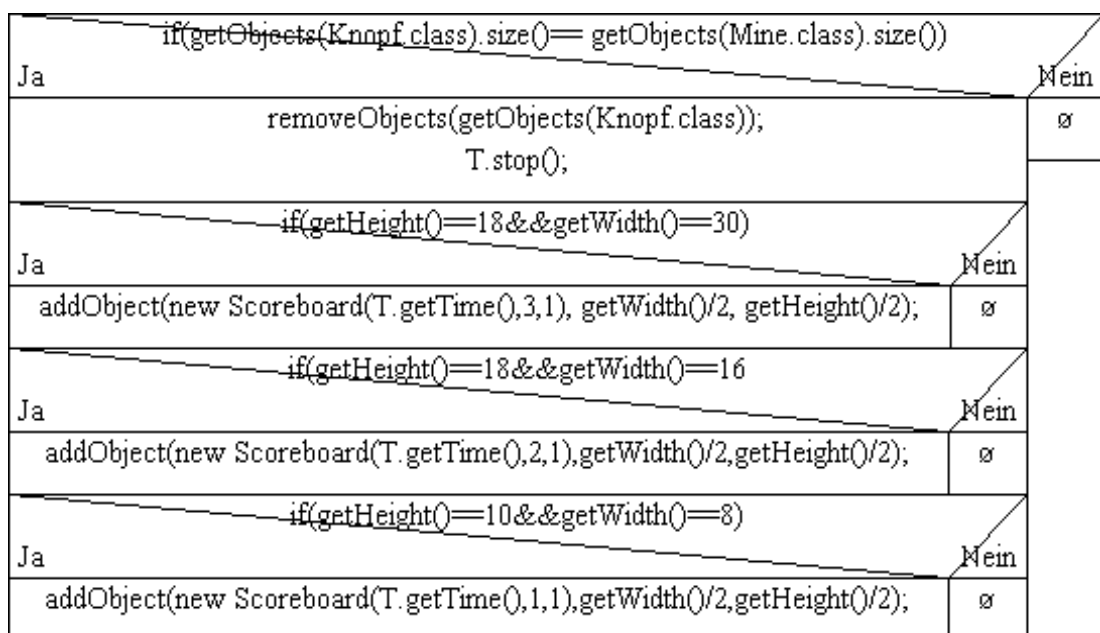 if(getObjects(Knopf.class).size()== getObjects(Mine.class).size())
Ja Nein
removeObjects(getObjects(Knopf.class)); ø
T.stop();
if(getHeight()==18&&getWidth()==30)
Ja Nein
addObject(new Scoreboard(T.getTime(),3,1), getWidth()/2, getHeight()/2); ø
if(getHeight()==18&&getWidth()==16
Ja Nein
addObject(new Scoreboard(T.getTime(),2,1),getWidth()/2,getHeight()/2); ø
if(getHeight()==10&&getWidth()==8)
Ja Nein
addObject(new Scoreboard(T.getTime(),1,1),getWidth()/2,getHeight()/2); ø